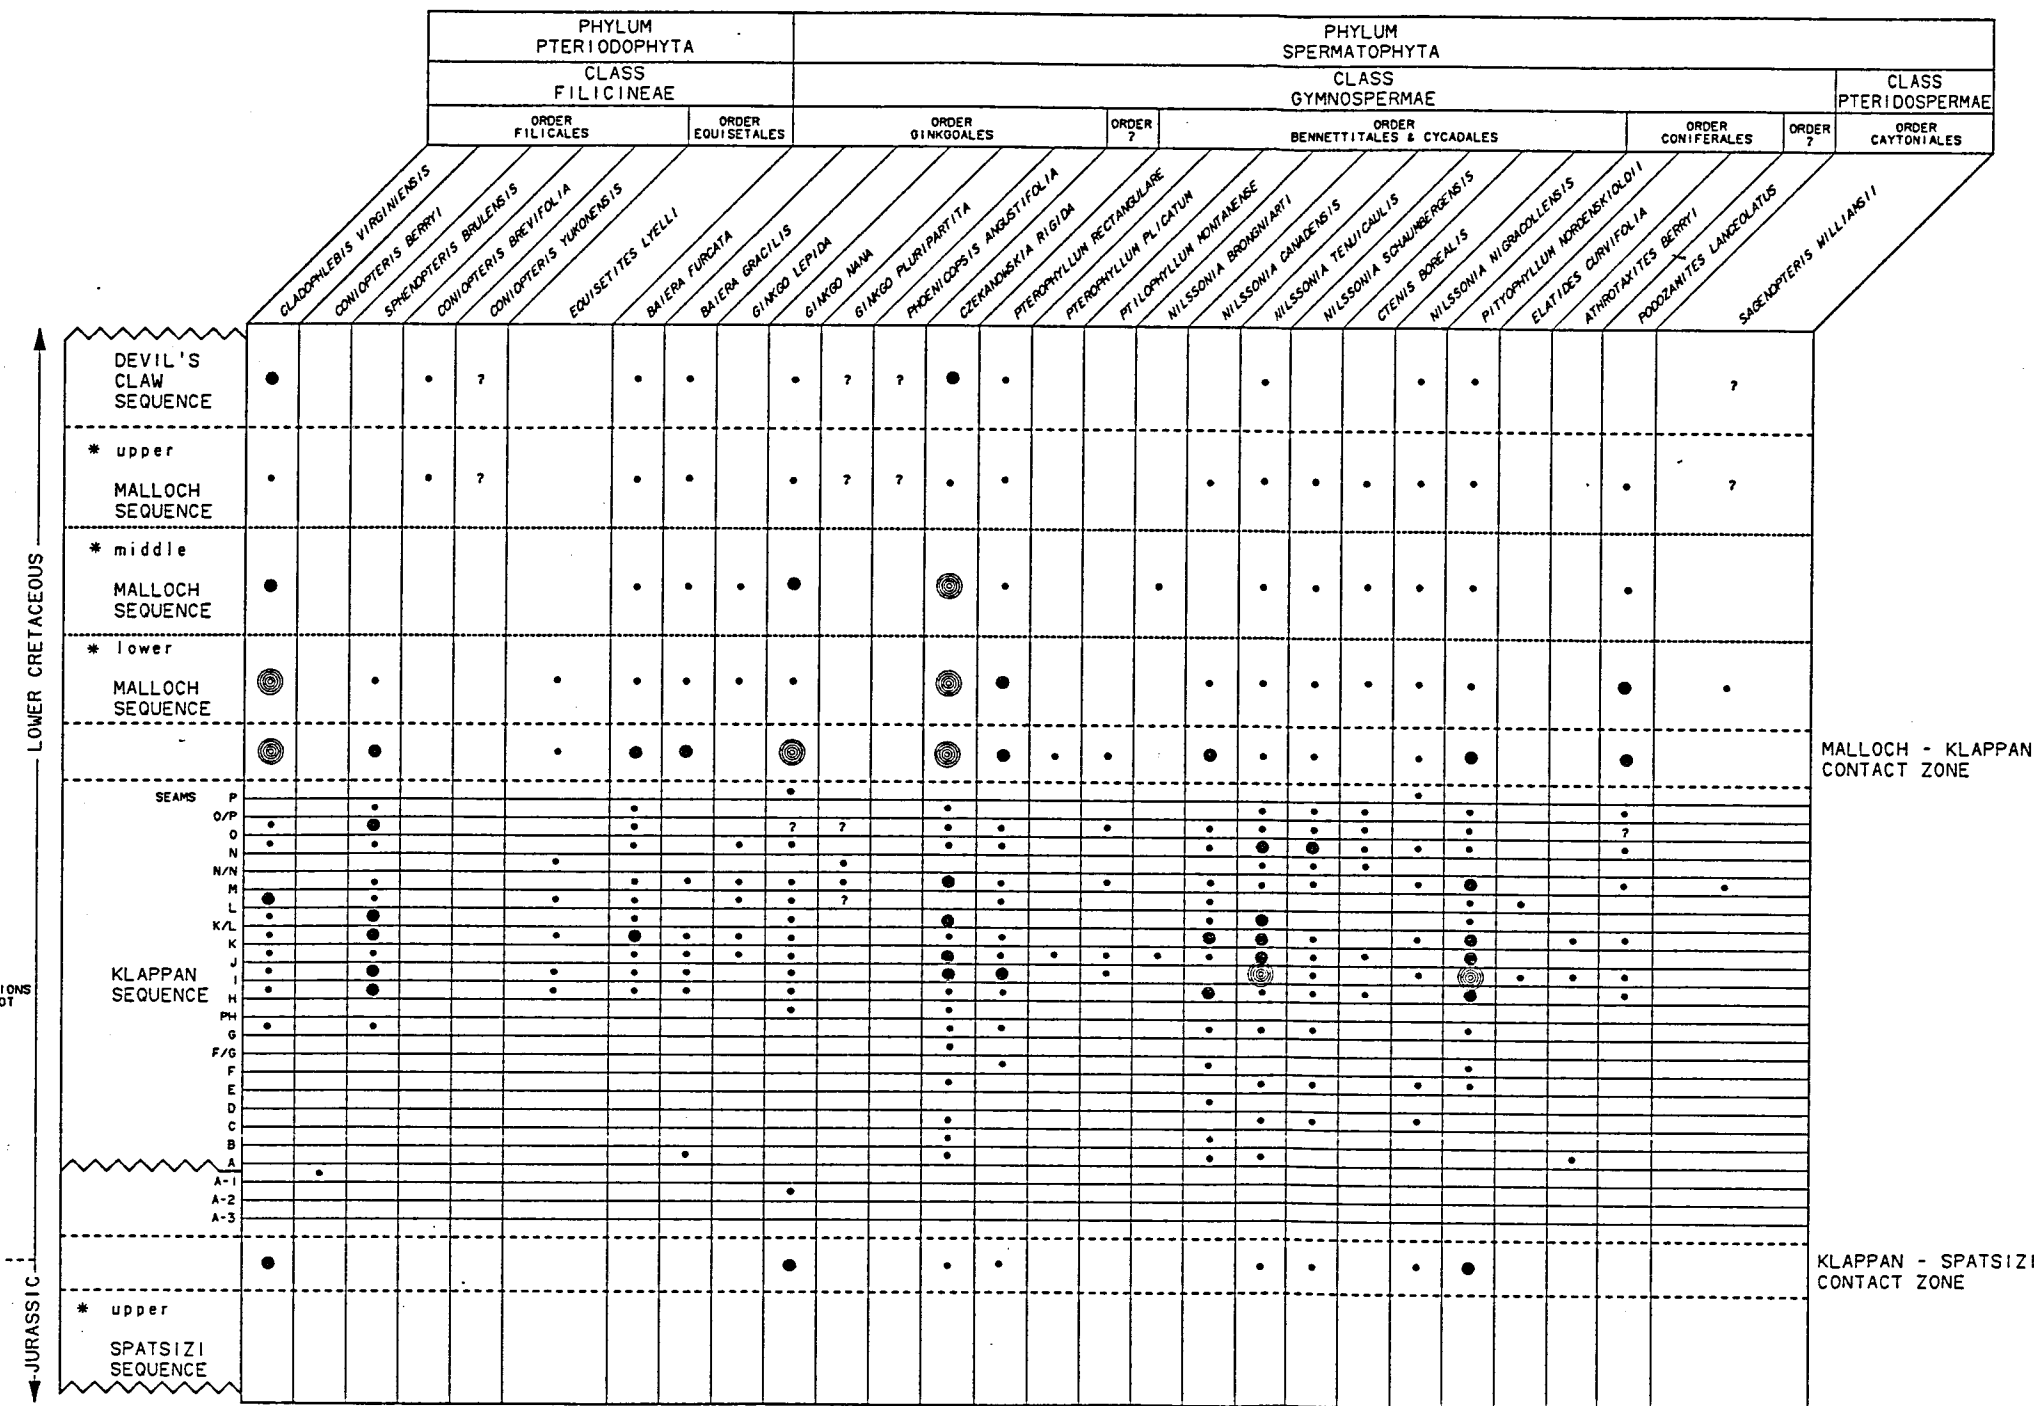 PHYLUM
PTERIODOPHYTA
PHYLUM
SPERMATOPHYTA
CLASS
FILICINEAE
CLASS
GYMNOSPERMAE
CLASS
PTERIDOSPERMAE
ORDER
FILICALES
ORDER
EQUISETALES
ORDER
GINKGOALES
ORDER
?
ORDER
BENNETTITALES & CYCADALES
ORDER
CONIFERALES
ORDER
?
ORDER
CAYTONIALES
CLADOPHLEBIS VIRGINIENSIS
CONIOPTERIS BERRYI
SPHENOPTERIS BRULENSIS
CONIOPTERIS BREVIFOLIA
CONIOPTERIS YUKONENSIS
EQUISETITES LYELLI
BAIERA FURCATA
BAIERA GRACILIS
GINKGO LEPIDA
GINKGO NANA
GINKGO PLURIPARTITA
PHOENICOPSIS ANGUSTIFOLIA
CZEKANOWSKIA RIGIDA
PTEROPHYLLUM RECTANGULARE
PTEROPHYLLUM PLICATUM
PTILOPHYLLUM MONTANENSE
NILSSONIA BRONGNIARTI
NILSSONIA CANADENSIS
NILSSONIA TENUICAULIS
NILSSONIA SCHAUMBERGENSIS
CTENIS BOREALIS
NILSSONIA NIGRACOLLENSIS
PITYOPHYLLUM NORDENSKIOLDII
ELATIDES CURVIFOLIA
ATHROTAXITES BERRYI
PODOZAMITES LANCEOLATUS
SAGENOPTERIS WILLIAMSII
DEVIL'S
CLAW
SEQUENCE
? ? ? ?
* upper
MALLOCH
SEQUENCE
? ? ? ?
* middle
MALLOCH
SEQUENCE
* lower
MALLOCH
SEQUENCE
MALLOCH - KLAPPAN
CONTACT ZONE
LOWER CRETACEOUS
SEAMS P
O/P
? ? ?
O
N
N/N
M
?
L
K/L
K
J
KLAPPAN
SEQUENCE
I
H
PH
G
F/G
F
E
D
C
B
A
A-1
A-2
A-3
IONS
OT
KLAPPAN - SPATSIZI
CONTACT ZONE
JURASSIC
* upper
SPATSIZI
SEQUENCE